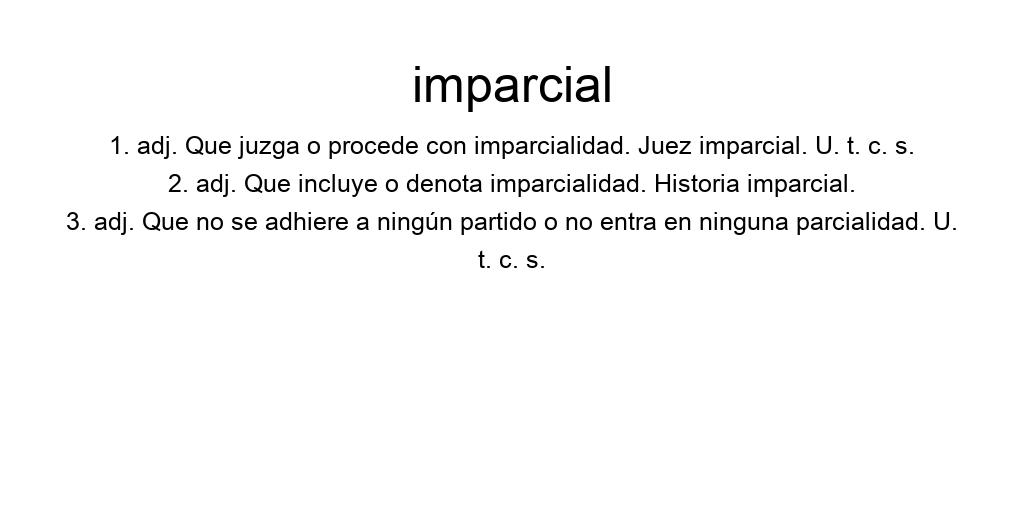 imparcial
1. adj. Que juzga o procede con imparcialidad. Juez imparcial. U. t. c. s.
2. adj. Que incluye o denota imparcialidad. Historia imparcial.
3. adj. Que no se adhiere a ningún partido o no entra en ninguna parcialidad. U.
t. c. s.